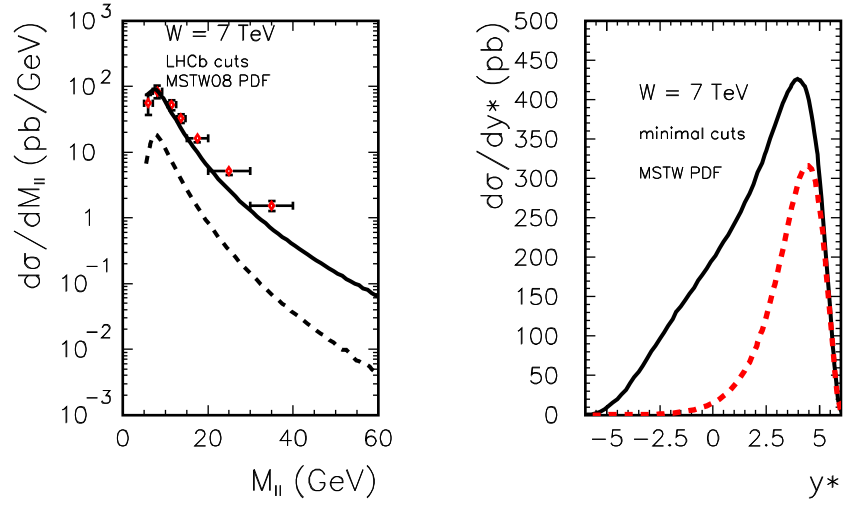 W = 7 TeV
LHCb cuts
MSTW08 PDF
dσ/dM_ll (pb/GeV)
10^3
10^2
10
1
10^-1
10^-2
10^-3
0 20 40 60
M_ll (GeV)
W = 7 TeV
minimal cuts
MSTW PDF
dσ/dy* (pb)
500
450
400
350
300
250
200
150
100
50
0
-5 -2.5 0 2.5 5
y*